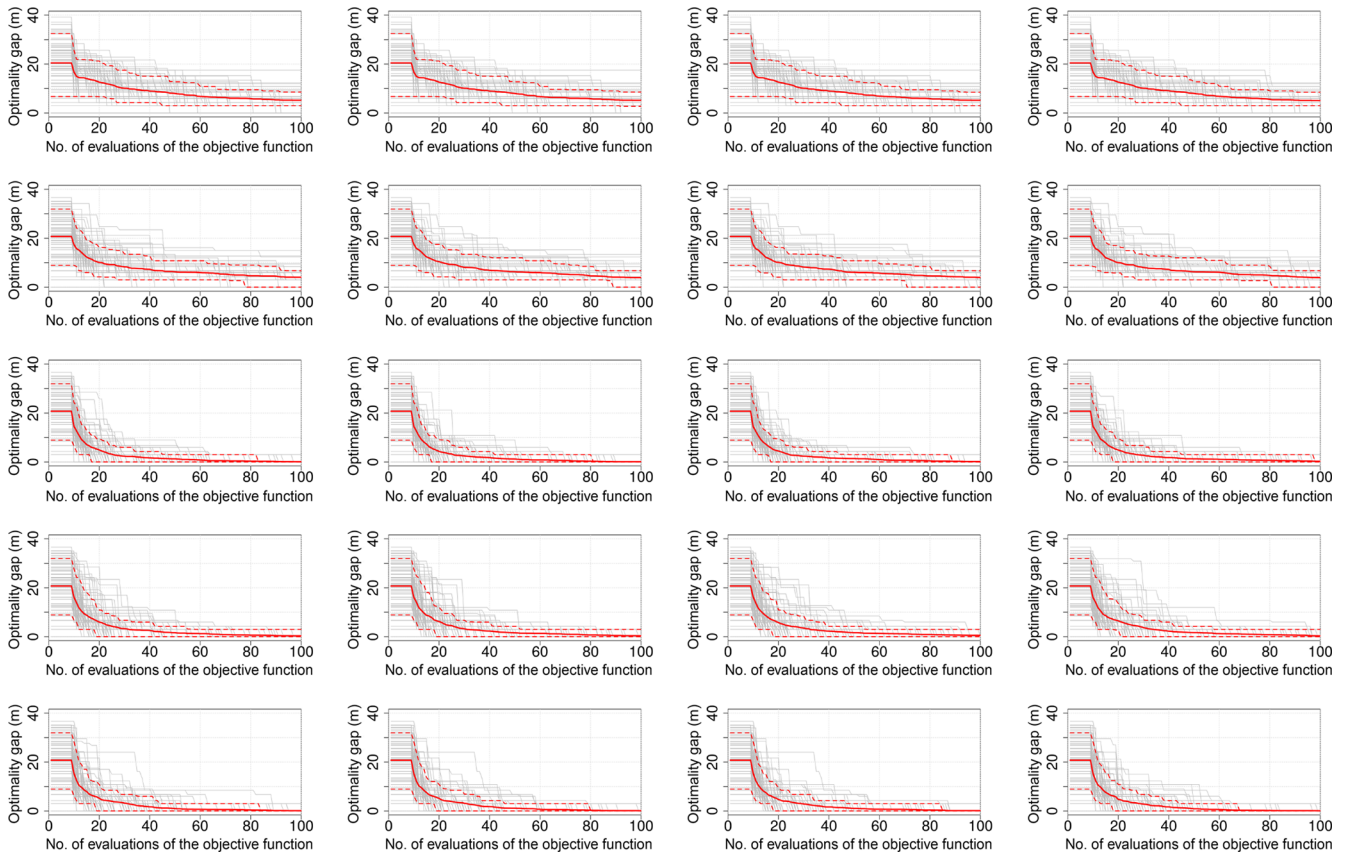 Optimality gap (m) Optimality gap (m) Optimality gap (m) Optimality gap (m)
40 40 40 40
20 20 20 20
0 0 0 0
0 20 40 60 80 100 0 20 40 60 80 100 0 20 40 60 80 100 0 20 40 60 80 100
No. of evaluations of the objective function No. of evaluations of the objective function No. of evaluations of the objective function No. of evaluations of the objective function
Optimality gap (m) Optimality gap (m) Optimality gap (m) Optimality gap (m)
40 40 40 40
20 20 20 20
0 0 0 0
0 20 40 60 80 100 0 20 40 60 80 100 0 20 40 60 80 100 0 20 40 60 80 100
No. of evaluations of the objective function No. of evaluations of the objective function No. of evaluations of the objective function No. of evaluations of the objective function
Optimality gap (m) Optimality gap (m) Optimality gap (m) Optimality gap (m)
40 40 40 40
20 20 20 20
0 0 0 0
0 20 40 60 80 100 0 20 40 60 80 100 0 20 40 60 80 100 0 20 40 60 80 100
No. of evaluations of the objective function No. of evaluations of the objective function No. of evaluations of the objective function No. of evaluations of the objective function
Optimality gap (m) Optimality gap (m) Optimality gap (m) Optimality gap (m)
40 40 40 40
20 20 20 20
0 0 0 0
0 20 40 60 80 100 0 20 40 60 80 100 0 20 40 60 80 100 0 20 40 60 80 100
No. of evaluations of the objective function No. of evaluations of the objective function No. of evaluations of the objective function No. of evaluations of the objective function
Optimality gap (m) Optimality gap (m) Optimality gap (m) Optimality gap (m)
40 40 40 40
20 20 20 20
0 0 0 0
0 20 40 60 80 100 0 20 40 60 80 100 0 20 40 60 80 100 0 20 40 60 80 100
No. of evaluations of the objective function No. of evaluations of the objective function No. of evaluations of the objective function No. of evaluations of the objective function